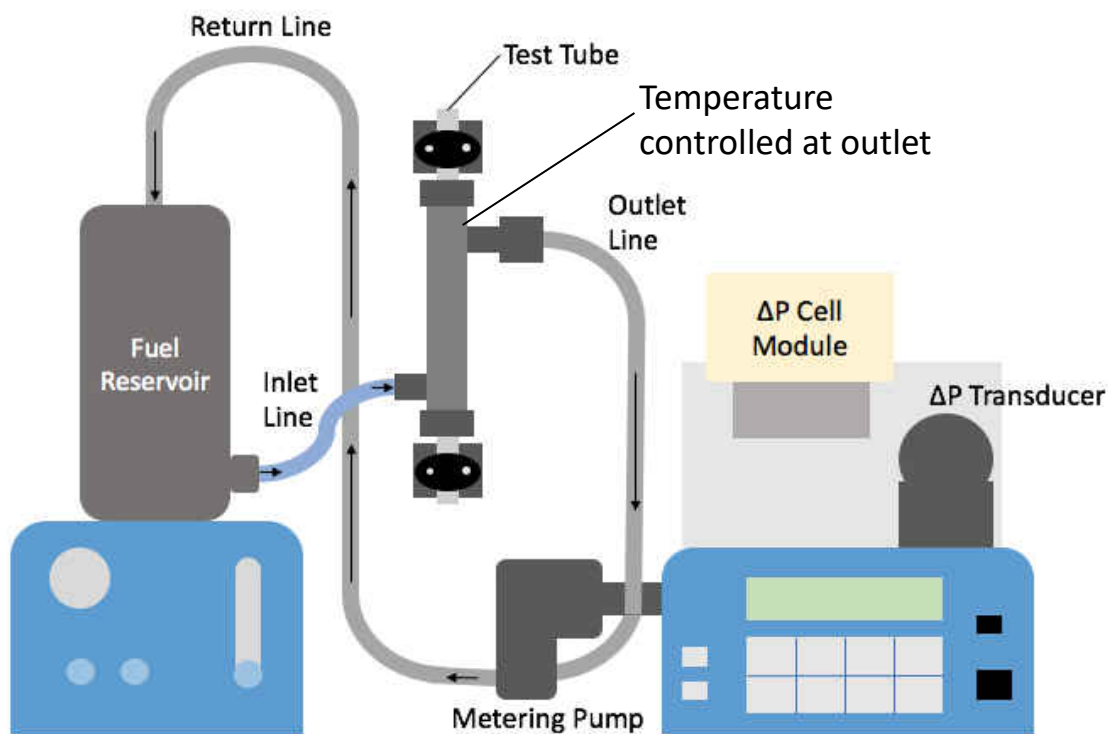 Return Line
Test Tube
Temperature
controlled at outlet
Outlet
Line
ΔP Cell
Module
Fuel
Reservoir
Inlet
Line
ΔP Transducer
Metering Pump